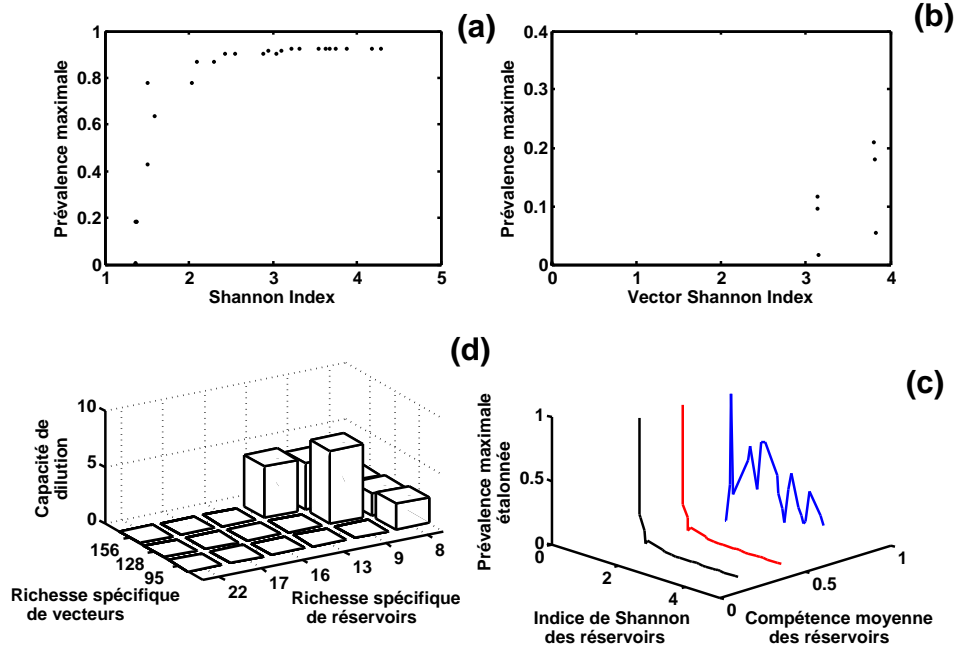 (a)
Prévalence maximale
1
0.8
0.6
0.4
0.2
0
1 2 3 4 5
Shannon Index
(b)
Prévalence maximale
0.4
0.3
0.2
0.1
0
0 1 2 3 4
Vector Shannon Index
(d)
Capacité de
dilution
10
5
0
156
128
95
22
17
16
13
9
8
Richesse spécifique
de vecteurs
Richesse spécifique
de réservoirs
(c)
Prévalence maximale
étalonnée
1
0.5
0
0
2
4
0
0.5
1
Indice de Shannon
des réservoirs
Compétence moyenne
des réservoirs